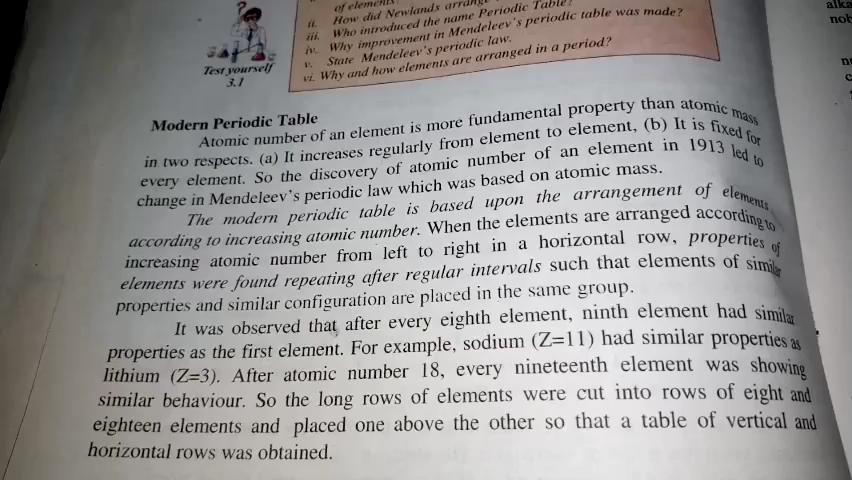 of elements?
ii. How did Newlands arrange
iii. Who introduced the name Periodic Table?
iv. Why improvement in Mendeleev's periodic table was made?
v. State Mendeleev's periodic law.
vi. Why and how elements are arranged in a period?
Test yourself
3.1
Modern Periodic Table
Atomic number of an element is more fundamental property than atomic mass
in two respects. (a) It increases regularly from element to element, (b) It is fixed for
every element. So the discovery of atomic number of an element in 1913 led to
change in Mendeleev's periodic law which was based on atomic mass.
The modern periodic table is based upon the arrangement of elements
according to increasing atomic number. When the elements are arranged according to
increasing atomic number from left to right in a horizontal row, properties of
elements were found repeating after regular intervals such that elements of similar
properties and similar configuration are placed in the same group.
It was observed that after every eighth element, ninth element had similar
properties as the first element. For example, sodium (Z=11) had similar properties as
lithium (Z=3). After atomic number 18, every nineteenth element was showing
similar behaviour. So the long rows of elements were cut into rows of eight and
eighteen elements and placed one above the other so that a table of vertical and
horizontal rows was obtained.